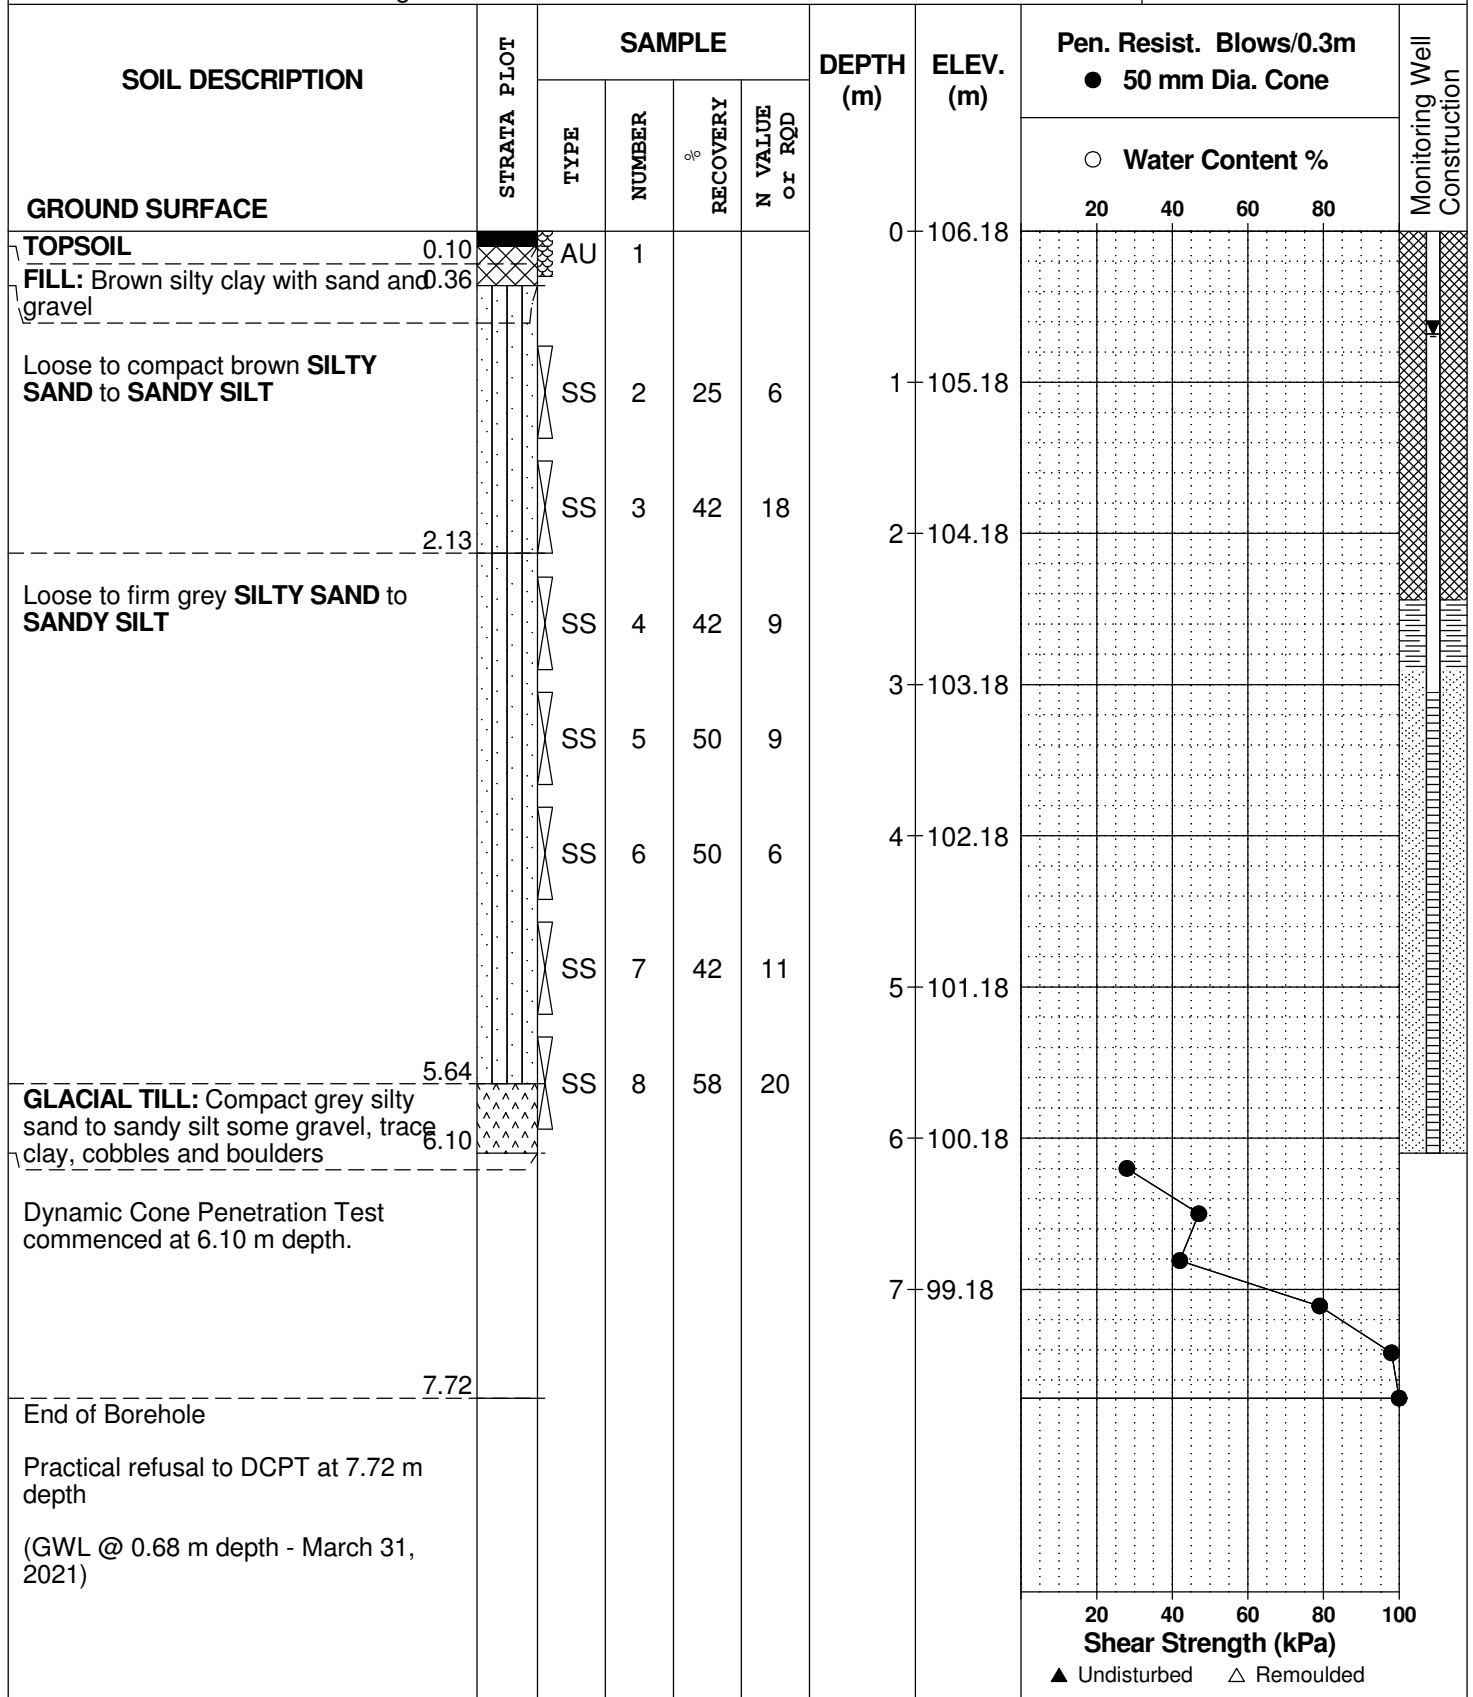 SOIL DESCRIPTION
GROUND SURFACE
STRATA PLOT
SAMPLE
TYPE
NUMBER
% RECOVERY
N VALUE or RQD
DEPTH (m)
ELEV. (m)
Pen. Resist. Blows/0.3m
● 50 mm Dia. Cone
○ Water Content %
20 40 60 80
Monitoring Well Construction
TOPSOIL 0.10
FILL: Brown silty clay with sand and 0.36
gravel
AU 1
0 106.18
Loose to compact brown SILTY
SAND to SANDY SILT
SS 2 25 6
1 105.18
SS 3 42 18
2.13
2 104.18
Loose to firm grey SILTY SAND to
SANDY SILT
SS 4 42 9
3 103.18
SS 5 50 9
4 102.18
SS 6 50 6
SS 7 42 11
5 101.18
5.64
SS 8 58 20
GLACIAL TILL: Compact grey silty
sand to sandy silt some gravel, trace
clay, cobbles and boulders 6.10
6 100.18
Dynamic Cone Penetration Test
commenced at 6.10 m depth.
7 99.18
7.72
End of Borehole
Practical refusal to DCPT at 7.72 m
depth
(GWL @ 0.68 m depth - March 31,
2021)
20 40 60 80 100
Shear Strength (kPa)
▲ Undisturbed △ Remoulded